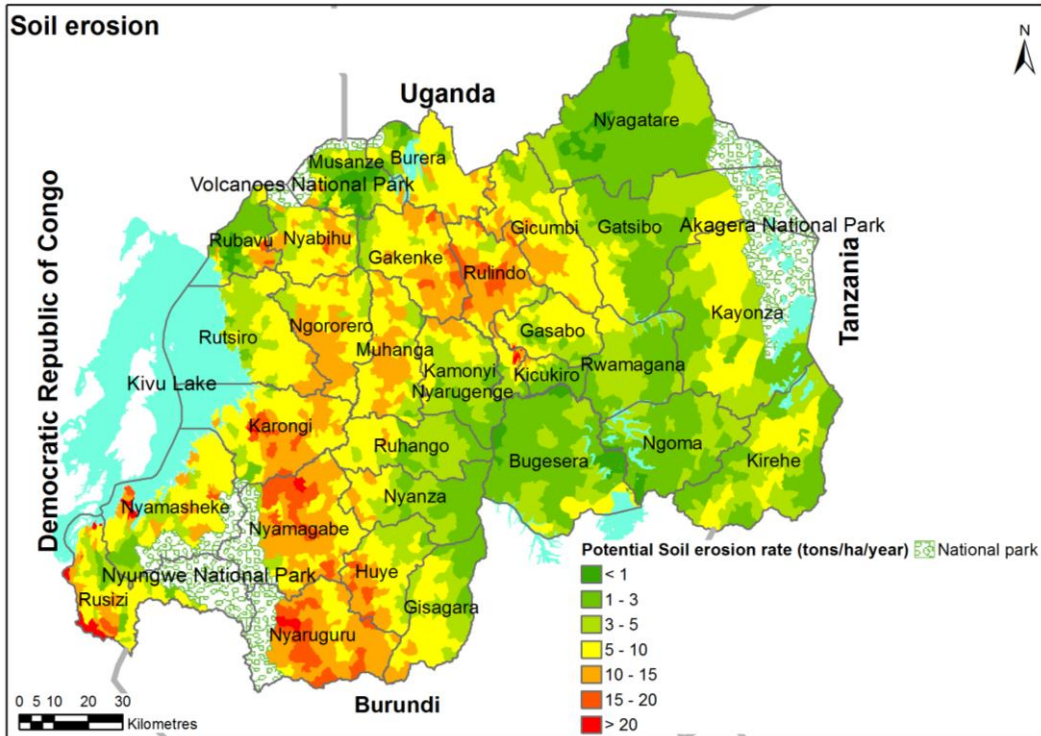 Soil erosion
N
Uganda
Nyagatare
Musanze
Burera
Volcanoes National Park
Democratic Republic of Congo
Rubavu
Nyabihu
Gakenke
Gicumbi
Gatsibo
Akagera National Park
Rulindo
Tanzania
Kayonza
Rutsiro
Ngororero
Muhanga
Gasabo
Kamonyi
Kicukiro
Rwamagana
Nyarugenge
Kivu Lake
Karongi
Ruhango
Bugesera
Ngoma
Kirehe
Nyamasheke
Nyanza
Nyamagabe
Nyungwe National Park
Huye
Rusizi
Gisagara
Nyaruguru
Burundi
Potential Soil erosion rate (tons/ha/year)
National park
< 1
1 - 3
3 - 5
5 - 10
10 - 15
15 - 20
> 20
0 5 10 20 30
Kilometres